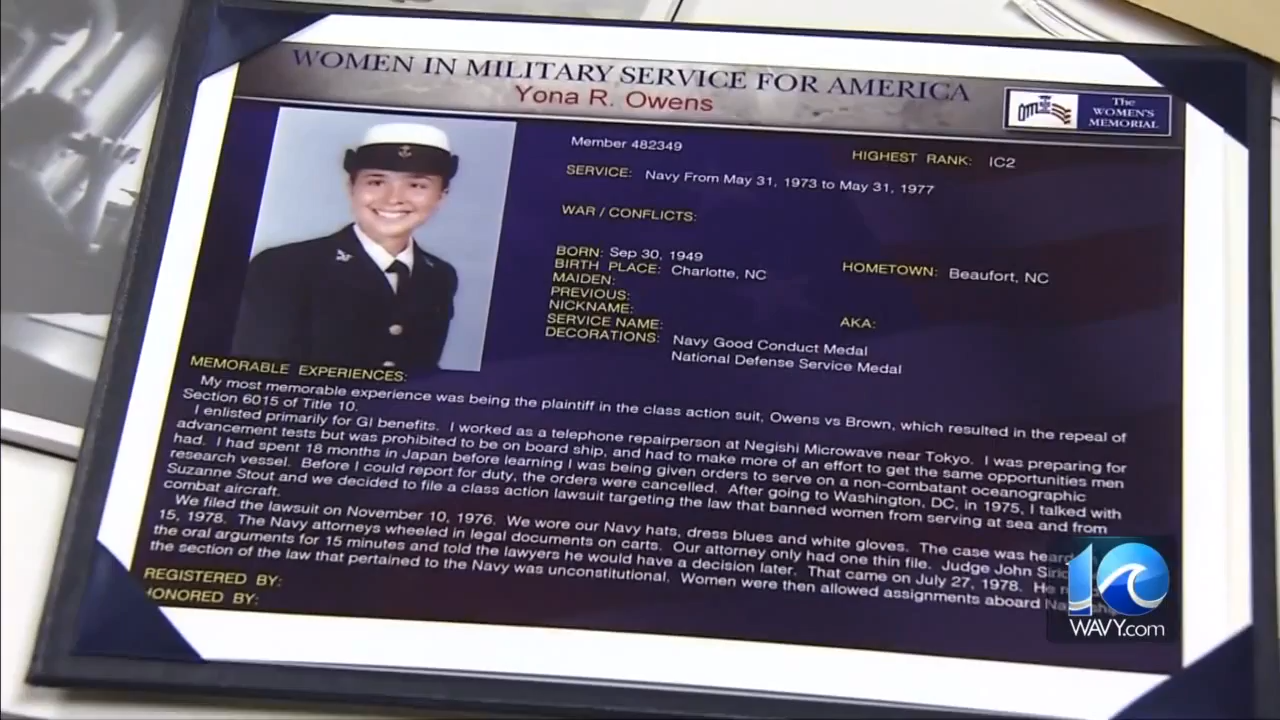 WOMEN IN MILITARY SERVICE FOR AMERICA
Yona R. Owens
The
WOMEN'S
MEMORIAL
Member 482349
HIGHEST RANK: IC2
SERVICE: Navy From May 31, 1973 to May 31, 1977
WAR / CONFLICTS:
BORN: Sep 30, 1949
BIRTH PLACE: Charlotte, NC
HOMETOWN: Beaufort, NC
MAIDEN:
PREVIOUS:
NICKNAME:
SERVICE NAME:
AKA:
DECORATIONS: Navy Good Conduct Medal
National Defense Service Medal
MEMORABLE EXPERIENCES:
My most memorable experience was being the plaintiff in the class action suit, Owens vs Brown, which resulted in the repeal of
Section 6015 of Title 10.
I enlisted primarily for GI benefits. I worked as a telephone repairperson at Negishi Microwave near Tokyo. I was preparing for
advancement tests but was prohibited to be on board ship, and had to make more of an effort to get the same opportunities men
had. I had spent 18 months in Japan before learning I was being given orders to serve on a non-combatant oceanographic
research vessel. Before I could report for duty, the orders were cancelled. After going to Washington, DC, in 1975, I talked with
Suzanne Stout and we decided to file a class action lawsuit targeting the law that banned women from serving at sea and from
combat aircraft.
We filed the lawsuit on November 10, 1976. We wore our Navy hats, dress blues and white gloves. The case was heard
15, 1978. The Navy attorneys wheeled in legal documents on carts. Our attorney only had one thin file. Judge John
the oral arguments for 15 minutes and told the lawyers he would have a decision later. That came on July 27, 1978. He
the section of the law that pertained to the Navy was unconstitutional. Women were then allowed assignments aboard
REGISTERED BY:
HONORED BY:
10
WAVY.com